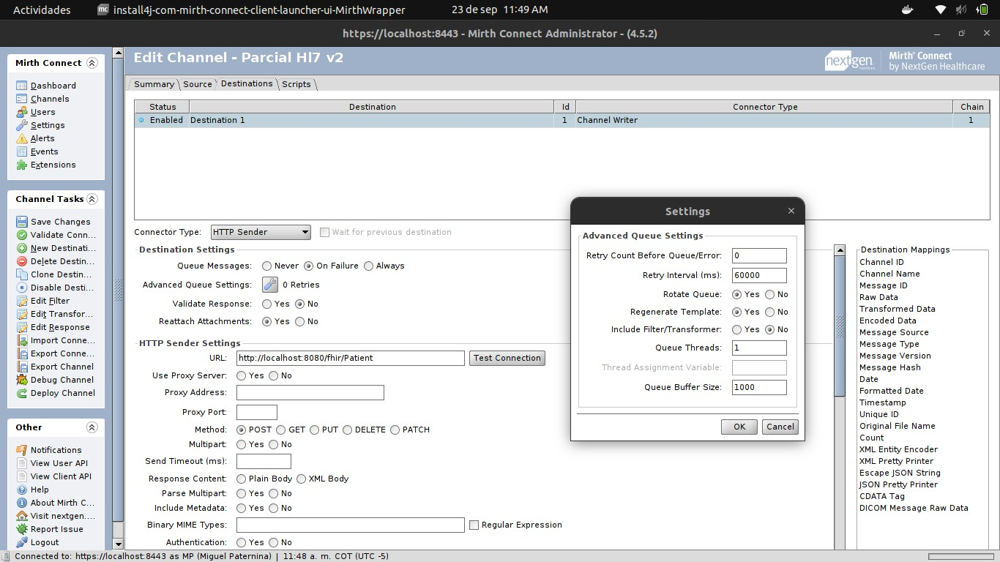 Actividades
install4j-com-mirth-connect-client-launcher-ui-MirthWrapper
23 de sep 11:49 AM
https://localhost:8443 - Mirth Connect Administrator - (4.5.2)
Mirth Connect
Dashboard
Channels
Users
Settings
Alerts
Events
Extensions
Channel Tasks
Save Changes
Validate Conn...
New Destinati...
Delete Destin...
Clone Destin...
Disable Desti...
Edit Filter
Edit Transfor...
Edit Response
Import Conne...
Export Conne...
Export Channel
Debug Channel
Deploy Channel
Other
Notifications
View User API
View Client API
Help
About Mirth C...
Visit nextgen....
Report Issue
Logout
Edit Channel - Parcial Hl7 v2
nextgen
healthcare
Mirth® Connect
by NextGen Healthcare
Summary Source Destinations Scripts
Status Destination Id Connector Type Chain
Enabled Destination 1 1 Channel Writer 1
Connector Type: HTTP Sender Wait for previous destination
Destination Settings
Queue Messages: Never On Failure Always
Advanced Queue Settings: 0 Retries
Validate Response: Yes No
Reattach Attachments: Yes No
HTTP Sender Settings
URL: http://localhost:8080/fhir/Patient Test Connection
Use Proxy Server: Yes No
Proxy Address:
Proxy Port:
Method: POST GET PUT DELETE PATCH
Multipart: Yes No
Send Timeout (ms):
Response Content: Plain Body XML Body
Parse Multipart: Yes No
Include Metadata: Yes No
Binary MIME Types: Regular Expression
Authentication: Yes No
Settings
Advanced Queue Settings
Retry Count Before Queue/Error: 0
Retry Interval (ms): 60000
Rotate Queue: Yes No
Regenerate Template: Yes No
Include Filter/Transformer: Yes No
Queue Threads: 1
Thread Assignment Variable:
Queue Buffer Size: 1000
OK Cancel
Destination Mappings
Channel ID
Channel Name
Message ID
Raw Data
Transformed Data
Encoded Data
Message Source
Message Type
Message Version
Message Hash
Date
Formatted Date
Timestamp
Unique ID
Original File Name
Count
XML Entity Encoder
XML Pretty Printer
Escape JSON String
JSON Pretty Printer
CDATA Tag
DICOM Message Raw Data
Connected to: https://localhost:8443 as MP (Miguel Paternina) | 11:48 a. m. COT (UTC -5)